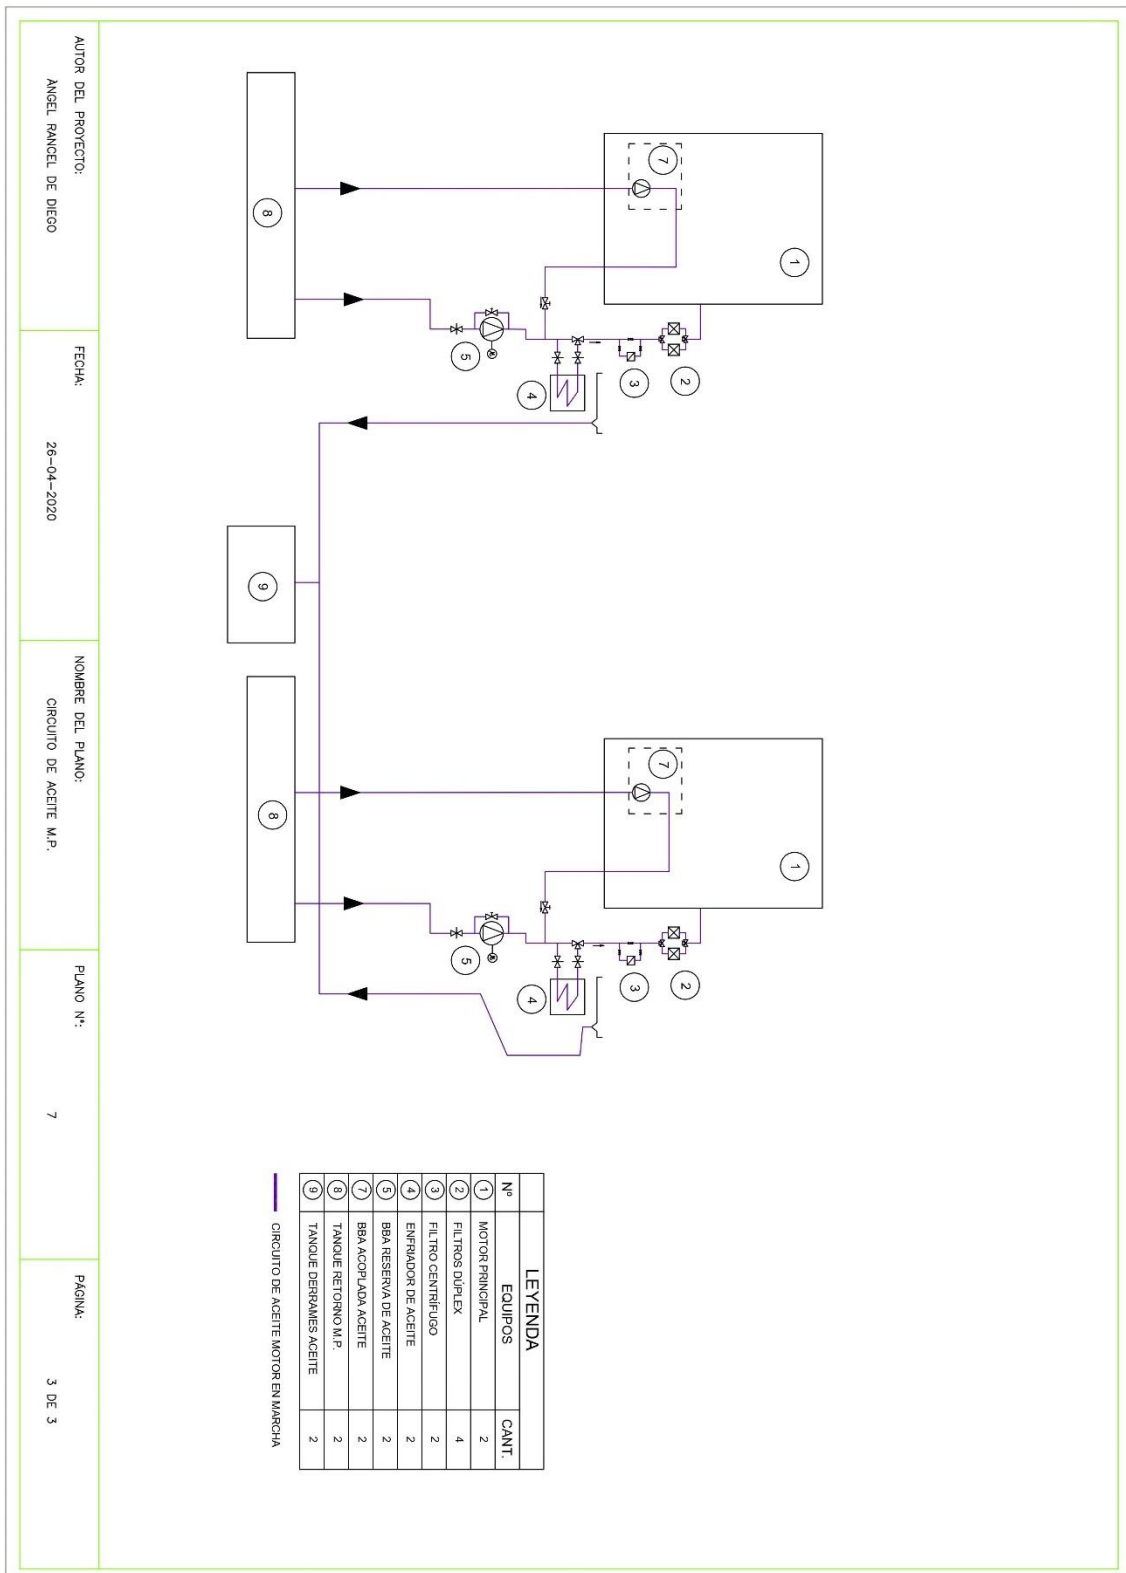 1
7
2
3
4
5
8
9
1
7
2
3
4
5
8
LEYENDA
Nº EQUIPOS CANT.
1 MOTOR PRINCIPAL 2
2 FILTROS DÚPLEX 4
3 FILTRO CENTRÍFUGO 2
4 ENFRIADOR DE ACEITE 2
5 BBA RESERVA DE ACEITE 2
7 BBA ACOPLADA ACEITE 2
8 TANQUE RETORNO M.P. 2
9 TANQUE DERRAMES ACEITE 2
CIRCUITO DE ACEITE MOTOR EN MARCHA
AUTOR DEL PROYECTO:
ÀNGEL RANCEL DE DIEGO
FECHA:
26-04-2020
NOMBRE DEL PLANO:
CIRCUITO DE ACEITE M.P.
PLANO Nº:
7
PÁGINA:
3 DE 3